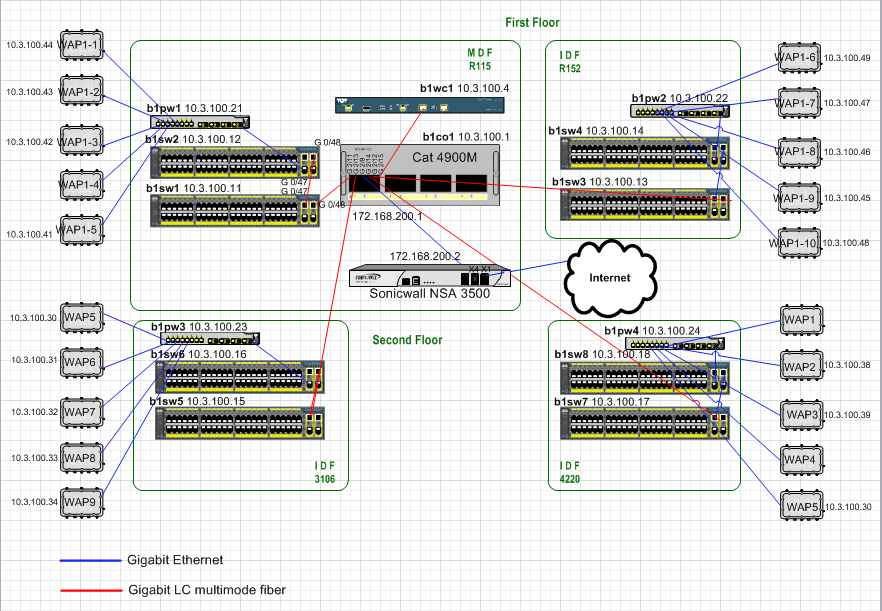 First Floor
10.3.100.44 WAP1-1
10.3.100.43 WAP1-2
10.3.100.42 WAP1-3
WAP1-4
10.3.100.41 WAP1-5
M D F
R115
b1pw1 10.3.100.21
b1sw2 10.3.100.12
b1sw1 10.3.100.11
G 0/48
G 0/47
G 0/47
G 0/48
b1wc1 10.3.100.4
b1co1 10.3.100.1
Cat 4900M
172.168.200.1
172.168.200.2
X4 X1
Sonicwall NSA 3500
I D F
R152
b1pw2 10.3.100.22
b1sw4 10.3.100.14
b1sw3 10.3.100.13
WAP1-6 10.3.100.49
WAP1-7 10.3.100.47
WAP1-8 10.3.100.46
WAP1-9 10.3.100.45
WAP1-10 10.3.100.48
Internet
Second Floor
10.3.100.30 WAP5
10.3.100.31 WAP6
10.3.100.32 WAP7
10.3.100.33 WAP8
10.3.100.34 WAP9
b1pw3 10.3.100.23
b1sw6 10.3.100.16
b1sw5 10.3.100.15
I D F
3106
b1pw4 10.3.100.24
b1sw8 10.3.100.18
b1sw7 10.3.100.17
I D F
4220
WAP1
WAP2 10.3.100.38
WAP3 10.3.100.39
WAP4
WAP5 10.3.100.30
Gigabit Ethernet
Gigabit LC multimode fiber